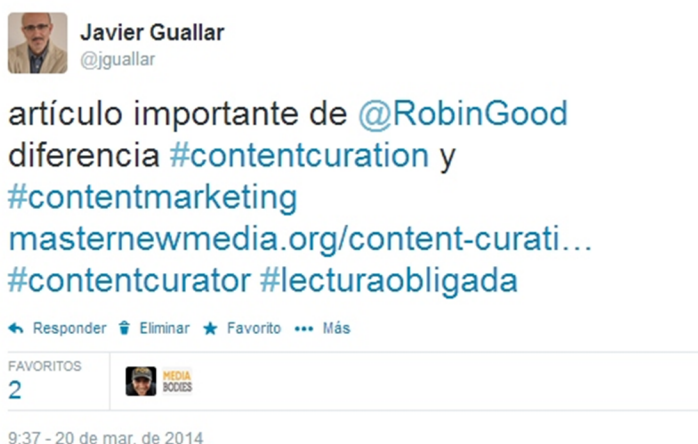 Javier Guallar
@jguallar
artículo importante de @RobinGood
diferencia #contentcuration y
#contentmarketing
masternewmedia.org/content-curati…
#contentcurator #lecturaobligada
Responder Eliminar Favorito Más
FAVORITOS
2
MEDIA
BODIES
9:37 - 20 de mar. de 2014